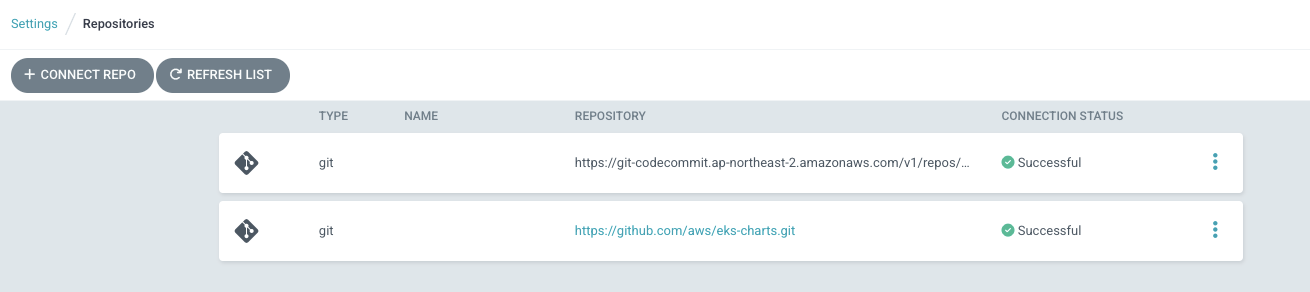 Settings / Repositories
+ CONNECT REPO REFRESH LIST
TYPE NAME REPOSITORY CONNECTION STATUS
git https://git-codecommit.ap-northeast-2.amazonaws.com/v1/repos/... Successful
git https://github.com/aws/eks-charts.git Successful